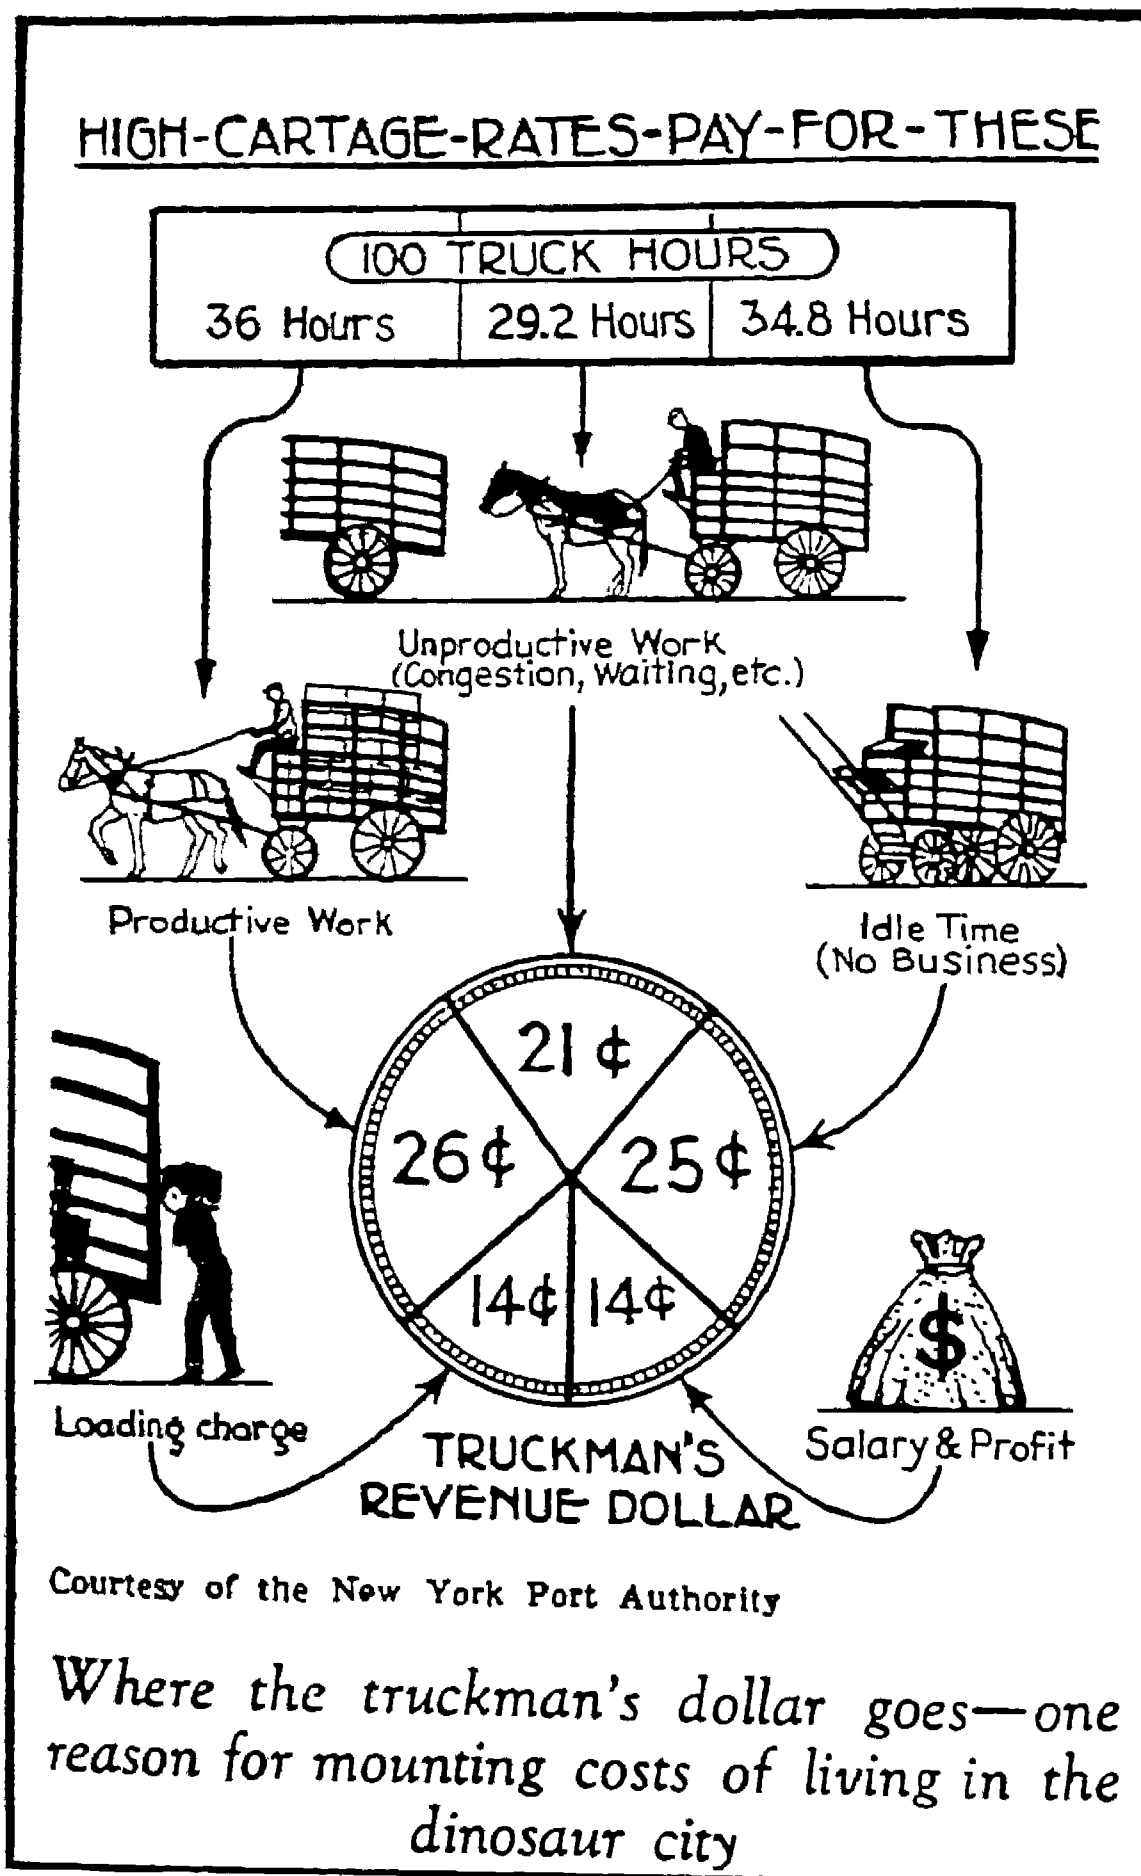 HIGH-CARTAGE-RATES-PAY-FOR-THESE
100 TRUCK HOURS
36 Hours
29.2 Hours
34.8 Hours
Unproductive Work
(Congestion, Waiting, etc.)
Productive Work
Idle Time
(No Business)
21¢
26¢
25¢
14¢
14¢
$
Loading charge
Salary & Profit
TRUCKMAN'S
REVENUE DOLLAR
Courtesy of the New York Port Authority
Where the truckman's dollar goes—one
reason for mounting costs of living in the
dinosaur city